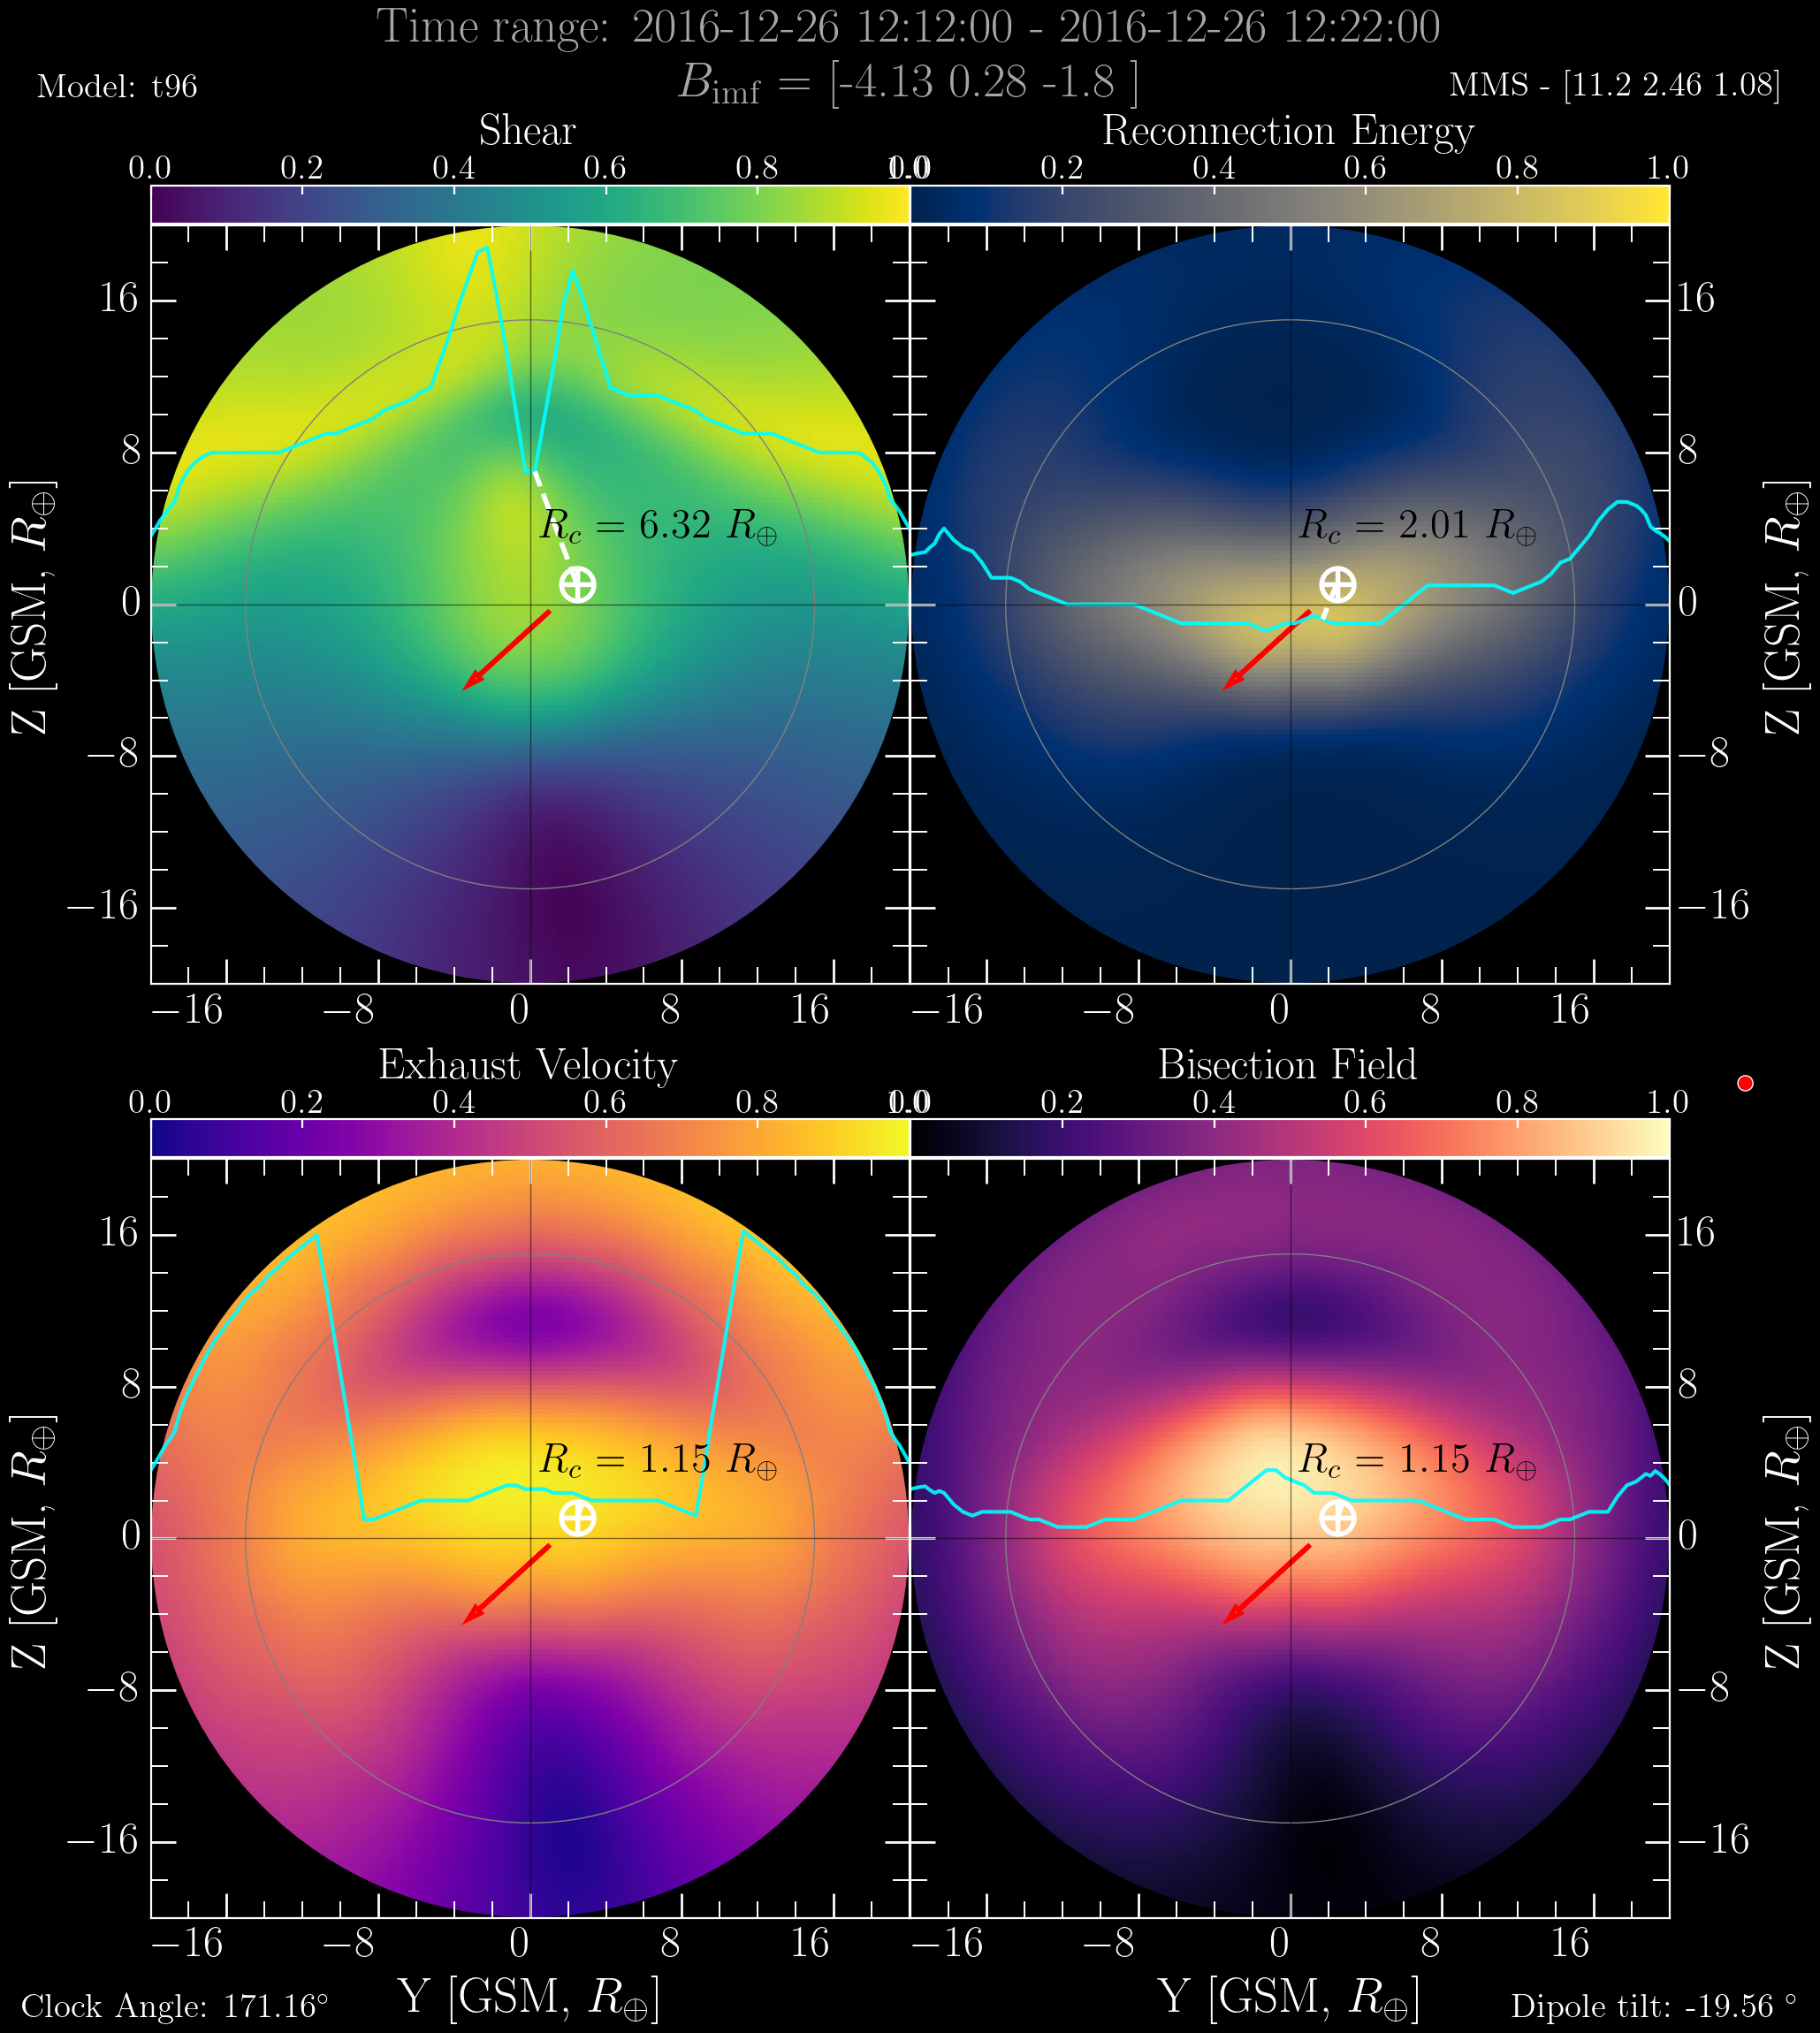 Time range: 2016-12-26 12:12:00 - 2016-12-26 12:22:00
Model: t96
B_imf = [-4.13 0.28 -1.8 ]
MMS - [11.2 2.46 1.08]
Shear
Reconnection Energy
0.0 0.2 0.4 0.6 0.8 1.0
0.0 0.2 0.4 0.6 0.8 1.0
Z [GSM, R⊕]
16
8
0
−8
−16
R_c = 6.32 R⊕
R_c = 2.01 R⊕
16
8
0
−8
−16
Z [GSM, R⊕]
−16 −8 0 8 16
−16 −8 0 8 16
Exhaust Velocity
Bisection Field
0.0 0.2 0.4 0.6 0.8 1.0
0.0 0.2 0.4 0.6 0.8 1.0
Z [GSM, R⊕]
16
8
0
−8
−16
R_c = 1.15 R⊕
R_c = 1.15 R⊕
16
8
0
−8
−16
Z [GSM, R⊕]
−16 −8 0 8 16
−16 −8 0 8 16
Y [GSM, R⊕]
Y [GSM, R⊕]
Clock Angle: 171.16°
Dipole tilt: -19.56 °